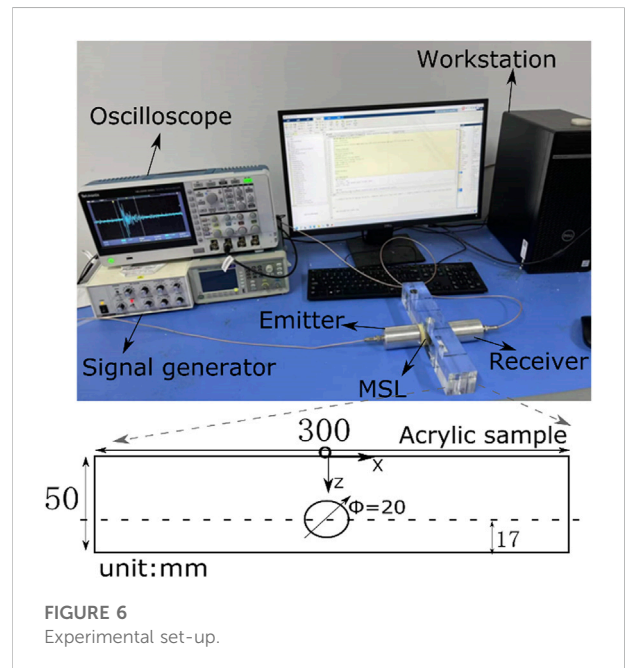 Workstation
Oscilloscope
Emitter
Signal generator
Receiver
MSL
300
Acrylic sample
O
X
Z
50
Φ=20
17
unit:mm
FIGURE 6
Experimental set-up.